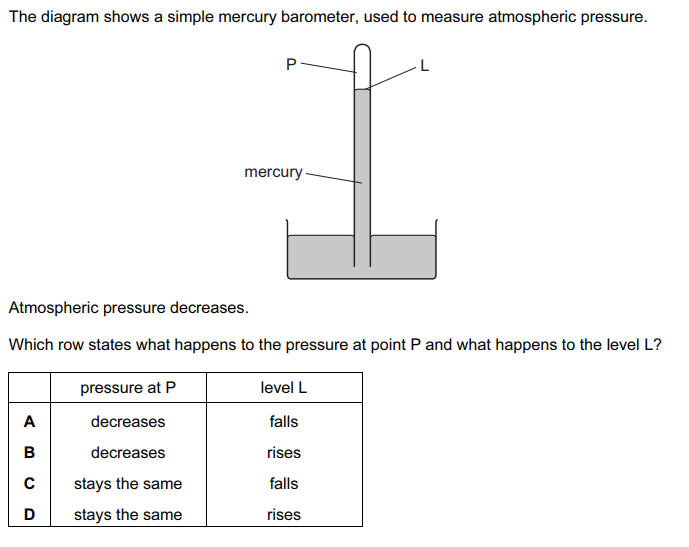 The diagram shows a simple mercury barometer, used to measure atmospheric pressure.
P
L
mercury
Atmospheric pressure decreases.
Which row states what happens to the pressure at point P and what happens to the level L?
pressure at P level L
A decreases falls
B decreases rises
C stays the same falls
D stays the same rises